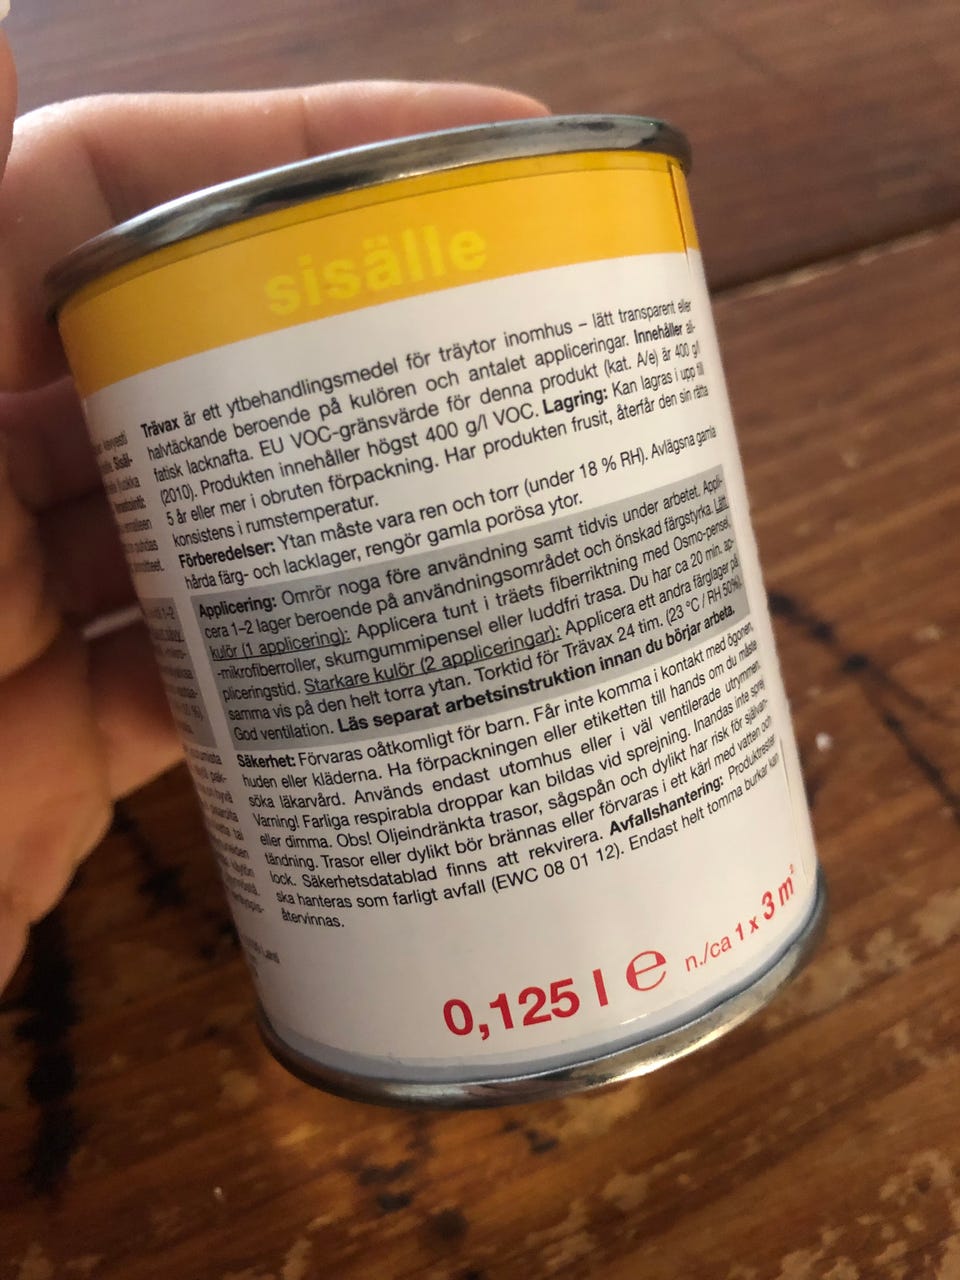 sisälle
Trävax är ett ytbehandlingsmedel för träytor inomhus – lätt transparent eller
halvtäckande beroende på kulören och antalet appliceringar. Innehåller ali-
fatisk lacknafta. EU VOC-gränsvärde för denna produkt (kat. A/e) är 400 g/l
(2010). Produkten innehåller högst 400 g/l VOC. Lagring: Kan lagras i upp till
5 år eller mer i obruten förpackning. Har produkten frusit, återfår den sin rätta
konsistens i rumstemperatur.
Förberedelser: Ytan måste vara ren och torr (under 18 % RH). Avlägsna gamla
hårda färg- och lacklager, rengör gamla porösa ytor.
Applicering: Omrör noga före användning samt tidvis under arbetet. Appli-
cera 1–2 lager beroende på användningsområdet och önskad färgstyrka. Lätt
kulör (1 applicering): Applicera tunt i träets fiberriktning med Osmo-pensel,
-mikrofiberroller, skumgummipensel eller luddfri trasa. Du har ca 20 min. ap-
pliceringstid. Starkare kulör (2 appliceringar): Applicera ett andra färglager på
samma vis på den helt torra ytan. Torktid för Trävax 24 tim. (23 °C / RH 50%).
God ventilation. Läs separat arbetsinstruktion innan du börjar arbeta.
Säkerhet: Förvaras oåtkomligt för barn. Får inte komma i kontakt med ögonen,
huden eller kläderna. Ha förpackningen eller etiketten till hands om du måste
söka läkarvård. Används endast utomhus eller i väl ventilerade utrymmen.
Varning! Farliga respirabla droppar kan bildas vid sprejning. Inandas inte sprej
eller dimma. Obs! Oljeindränkta trasor, sågspån och dylikt har risk för självan-
tändning. Trasor eller dylikt bör brännas eller förvaras i ett kärl med vatten och
lock. Säkerhetsdatablad finns att rekvirera. Avfallshantering: Produktrester
ska hanteras som farligt avfall (EWC 08 01 12). Endast helt tomma burkar kan
återvinnas.
0,125 l e n./ca 1 x 3 m²